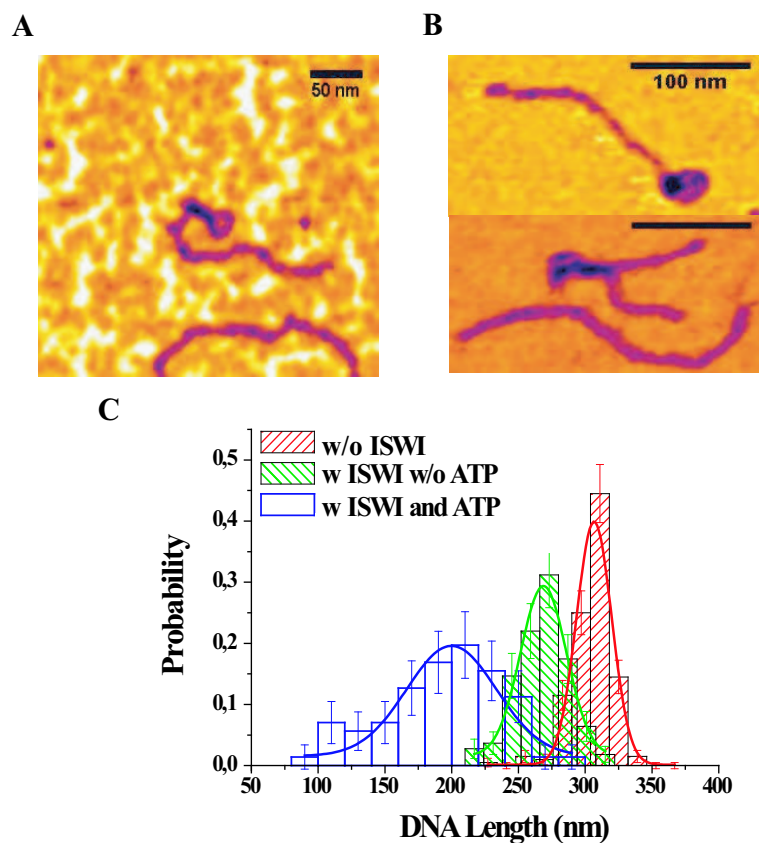 A
B
50 nm
100 nm
C
w/o ISWI
w ISWI w/o ATP
w ISWI and ATP
Probability
0,5
0,4
0,3
0,2
0,1
0,0
50 100 150 200 250 300 350 400
DNA Length (nm)